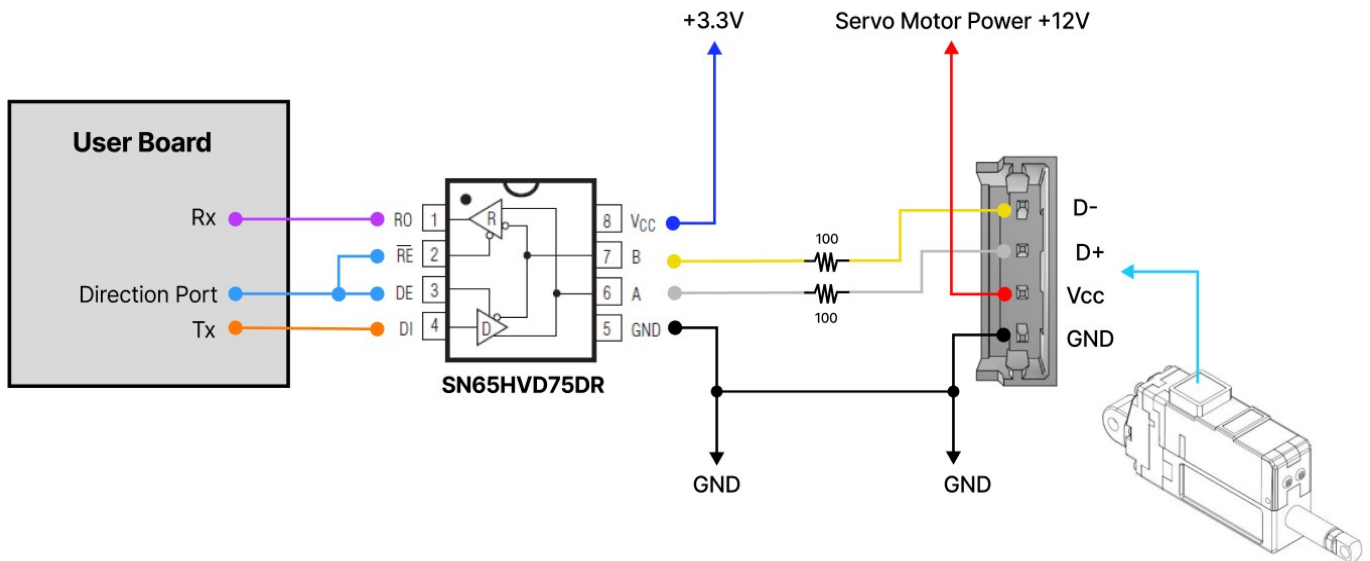 +3.3V
Servo Motor Power +12V
User Board
Rx
RO
1
R
8
VCC
D-
RE
2
7
B
100
D+
Direction Port
DE
3
6
A
100
Vcc
Tx
DI
4
D
5
GND
GND
SN65HVD75DR
GND
GND